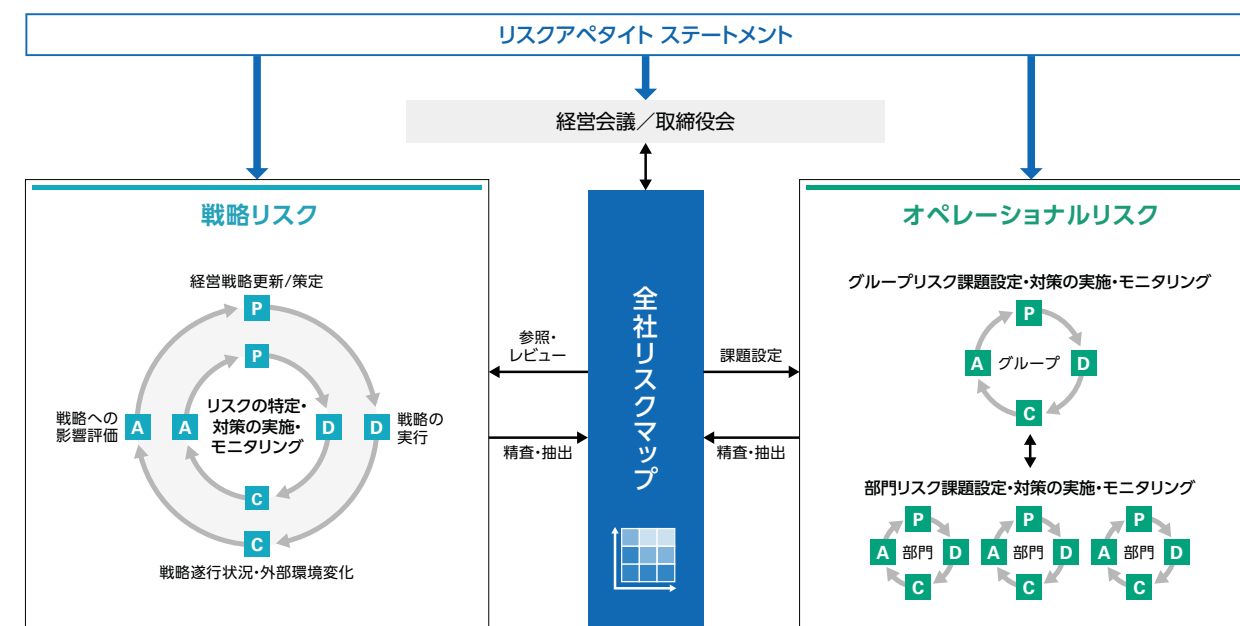 リスクアペタイト ステートメント
経営会議／取締役会
戦略リスク
経営戦略更新/策定
P
P
戦略への
影響評価
A
A
リスクの特定・
対策の実施・
モニタリング
D
D
戦略の
実行
C
C
戦略遂行状況・外部環境変化
参照・
レビュー
精査・抽出
全社リスクマップ
課題設定
精査・抽出
オペレーショナルリスク
グループリスク課題設定・対策の実施・モニタリング
P
A グループ D
C
部門リスク課題設定・対策の実施・モニタリング
P P P
A 部門 D A 部門 D A 部門 D
C C C